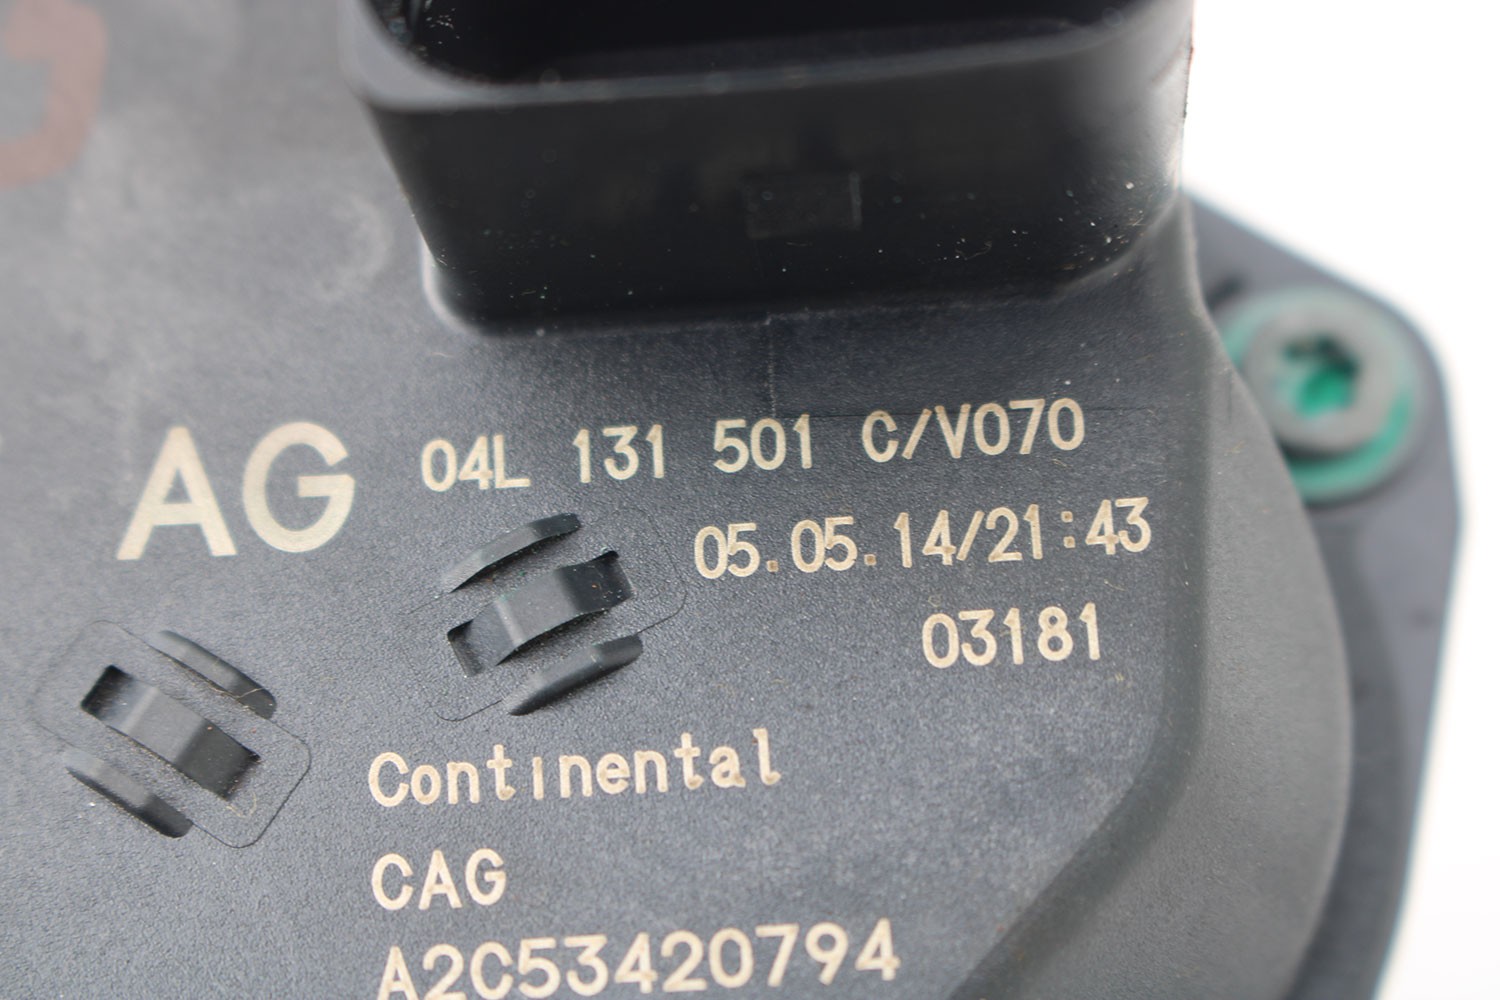 AG 04L 131 501 C/V070
05.05.14/21:43
03181
Continental
CAG
A2C53420794